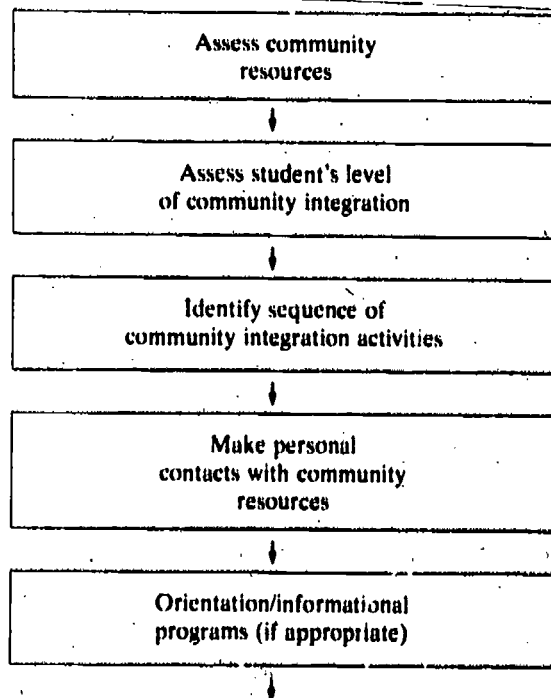 Assess community
resources
Assess student's level
of community integration
Identify sequence of
community integration activities
Make personal
contacts with community
resources
Orientation/informational
programs (if appropriate)